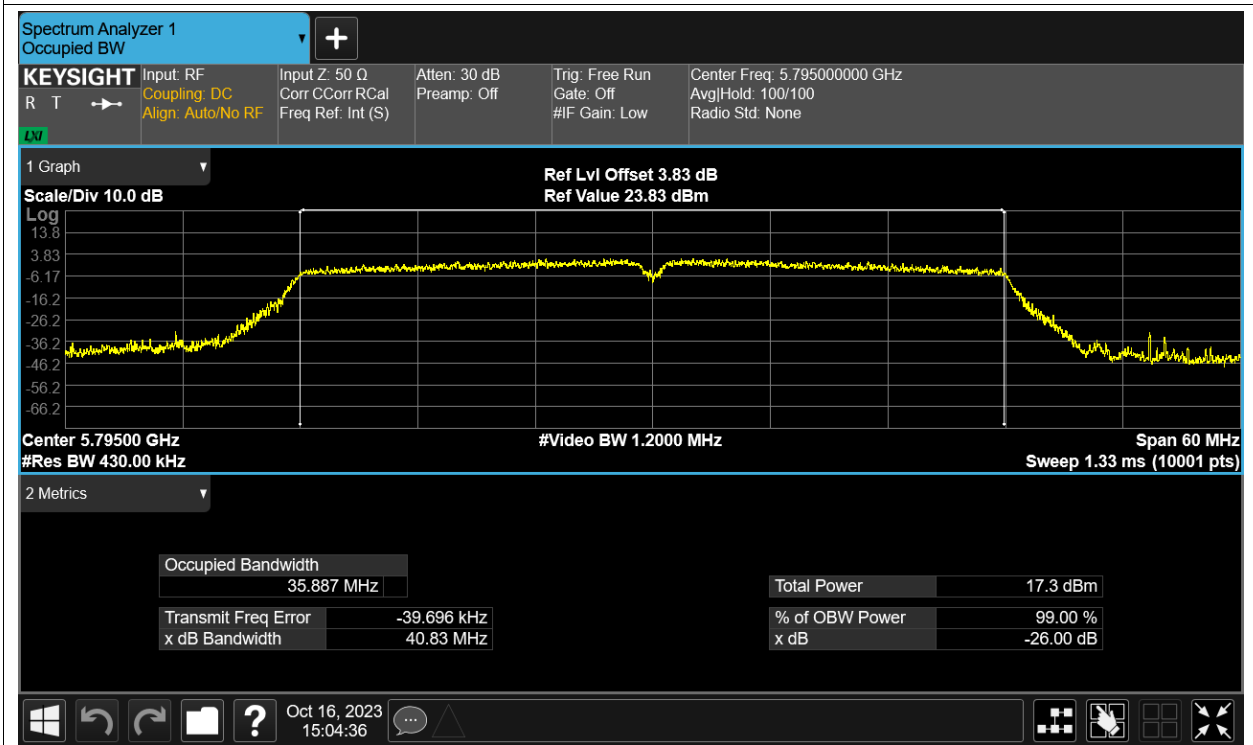 Spectrum Analyzer 1
Occupied BW
KEYSIGHT
R T
LXI
Input: RF
Coupling: DC
Align: Auto/No RF
Input Z: 50 Ω
Corr CCorr RCal
Freq Ref: Int (S)
Atten: 30 dB
Preamp: Off
Trig: Free Run
Gate: Off
#IF Gain: Low
Center Freq: 5.795000000 GHz
Avg|Hold: 100/100
Radio Std: None
1 Graph
Scale/Div 10.0 dB
Ref Lvl Offset 3.83 dB
Ref Value 23.83 dBm
Log
13.8
3.83
-6.17
-16.2
-26.2
-36.2
-46.2
-56.2
-66.2
Center 5.79500 GHz
#Video BW 1.2000 MHz
Span 60 MHz
#Res BW 430.00 kHz
Sweep 1.33 ms (10001 pts)
2 Metrics
Occupied Bandwidth
35.887 MHz
Total Power 17.3 dBm
Transmit Freq Error -39.696 kHz
% of OBW Power 99.00 %
x dB Bandwidth 40.83 MHz
x dB -26.00 dB
?
Oct 16, 2023
15:04:36